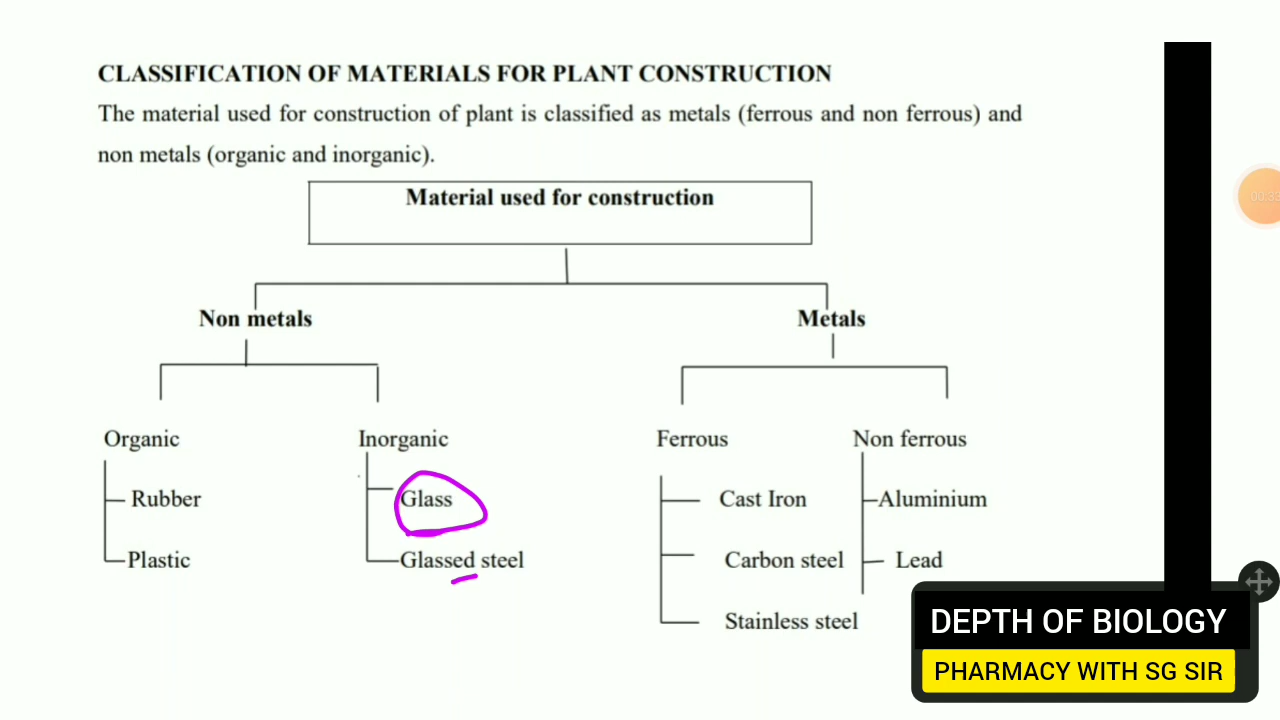 CLASSIFICATION OF MATERIALS FOR PLANT CONSTRUCTION
The material used for construction of plant is classified as metals (ferrous and non ferrous) and
non metals (organic and inorganic).
Material used for construction
Non metals
Metals
Organic
Inorganic
Ferrous
Non ferrous
Rubber
Glass
Cast Iron
Aluminium
Plastic
Glassed steel
Carbon steel
Lead
Stainless steel
DEPTH OF BIOLOGY
PHARMACY WITH SG SIR